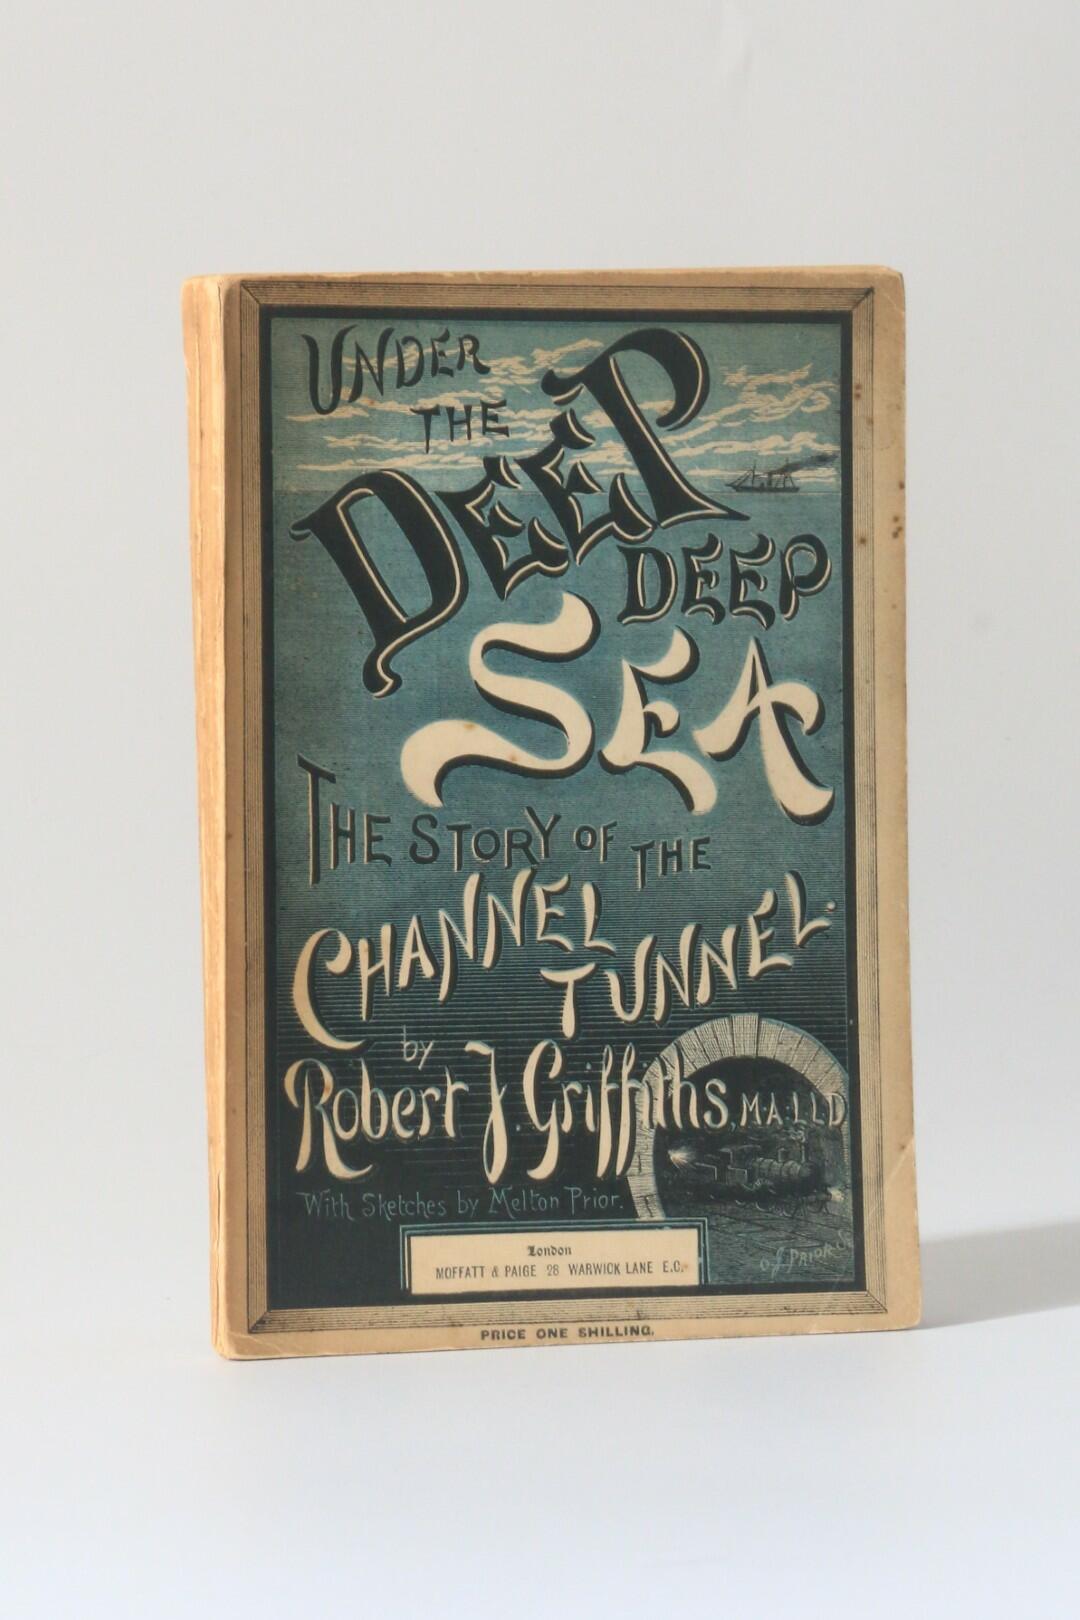 UNDER
THE
DEEP
DEEP
SEA
THE STORY OF THE
CHANNEL
TUNNEL.
by
Robert J. Griffiths, M.A. LLD
With Sketches by Melton Prior.
London
MOFFATT & PAIGE 28 WARWICK LANE E.C.
PRICE ONE SHILLING.